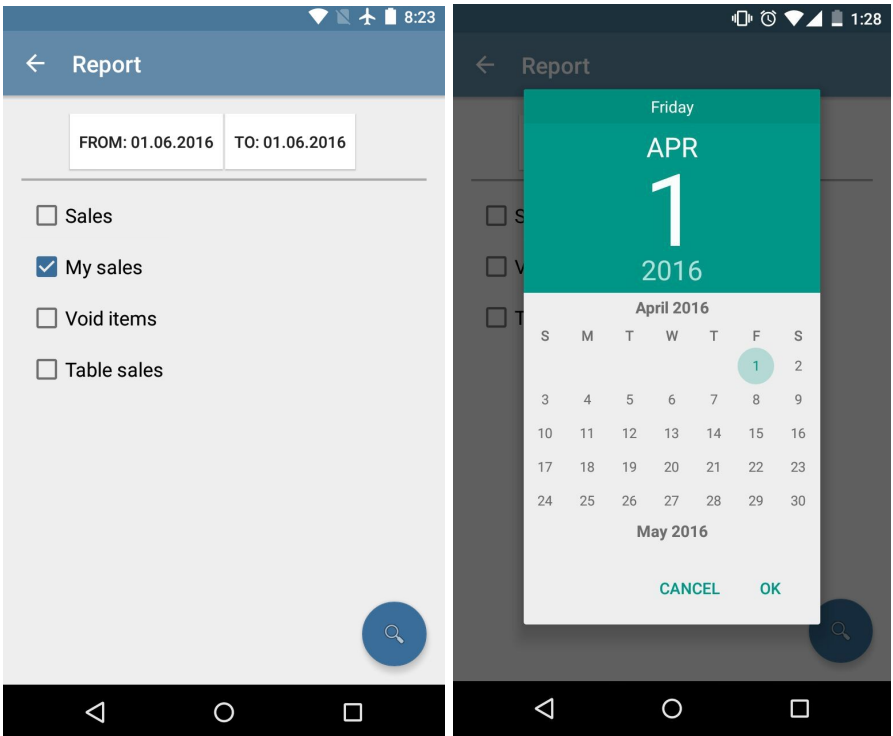 8:23
Report
FROM: 01.06.2016 TO: 01.06.2016
Sales
My sales
Void items
Table sales
1:28
Report
Friday
APR
1
2016
April 2016
S M T W T F S
1 2
3 4 5 6 7 8 9
10 11 12 13 14 15 16
17 18 19 20 21 22 23
24 25 26 27 28 29 30
May 2016
CANCEL OK
S
V
T